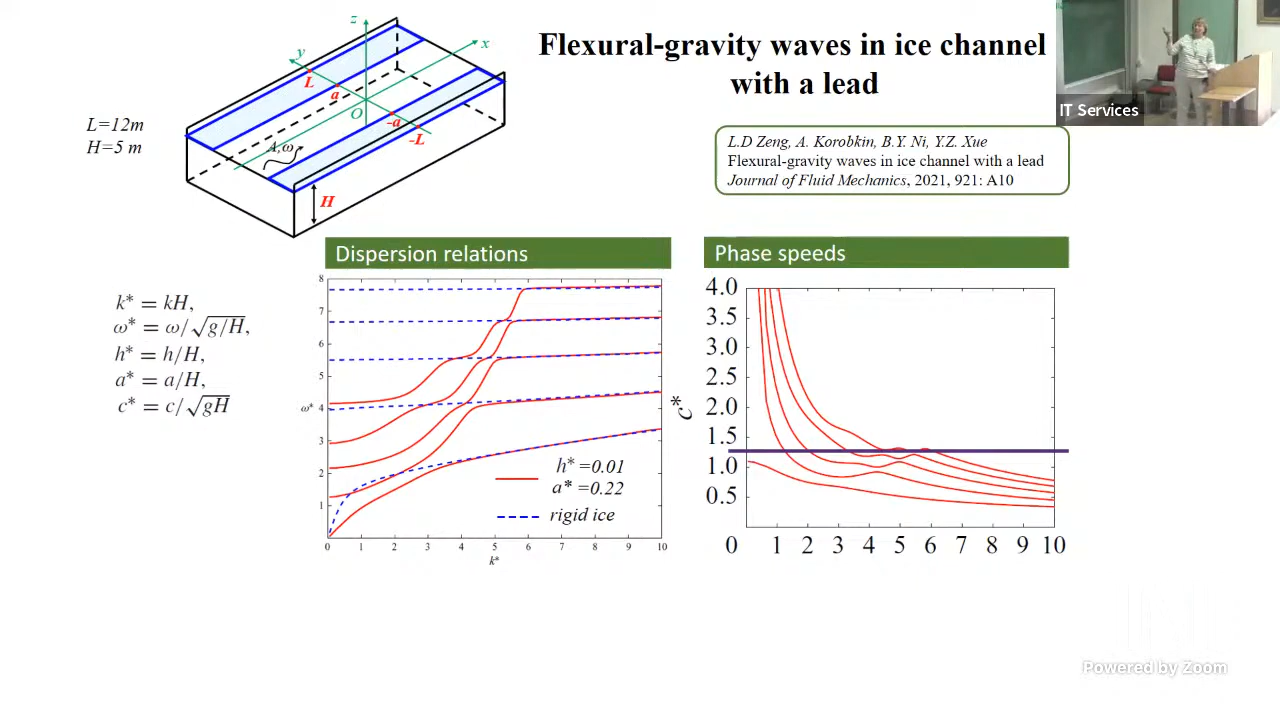 Flexural-gravity waves in ice channel
with a lead
IT Services
z
y
x
L
a
O
-a
-L
A,ω
H
L=12m
H=5 m
L.D Zeng, A. Korobkin, B.Y. Ni, Y.Z. Xue
Flexural-gravity waves in ice channel with a lead
Journal of Fluid Mechanics, 2021, 921: A10
k* = kH,
ω* = ω/√g/H,
h* = h/H,
a* = a/H,
c* = c/√gH
Dispersion relations
8
7
6
5
4
3
2
1
ω*
0 1 2 3 4 5 6 7 8 9 10
k*
h*=0.01
a*=0.22
rigid ice
Phase speeds
4.0
3.5
3.0
2.5
2.0
1.5
1.0
0.5
c*
0 1 2 3 4 5 6 7 8 9 10
Powered by Zoom